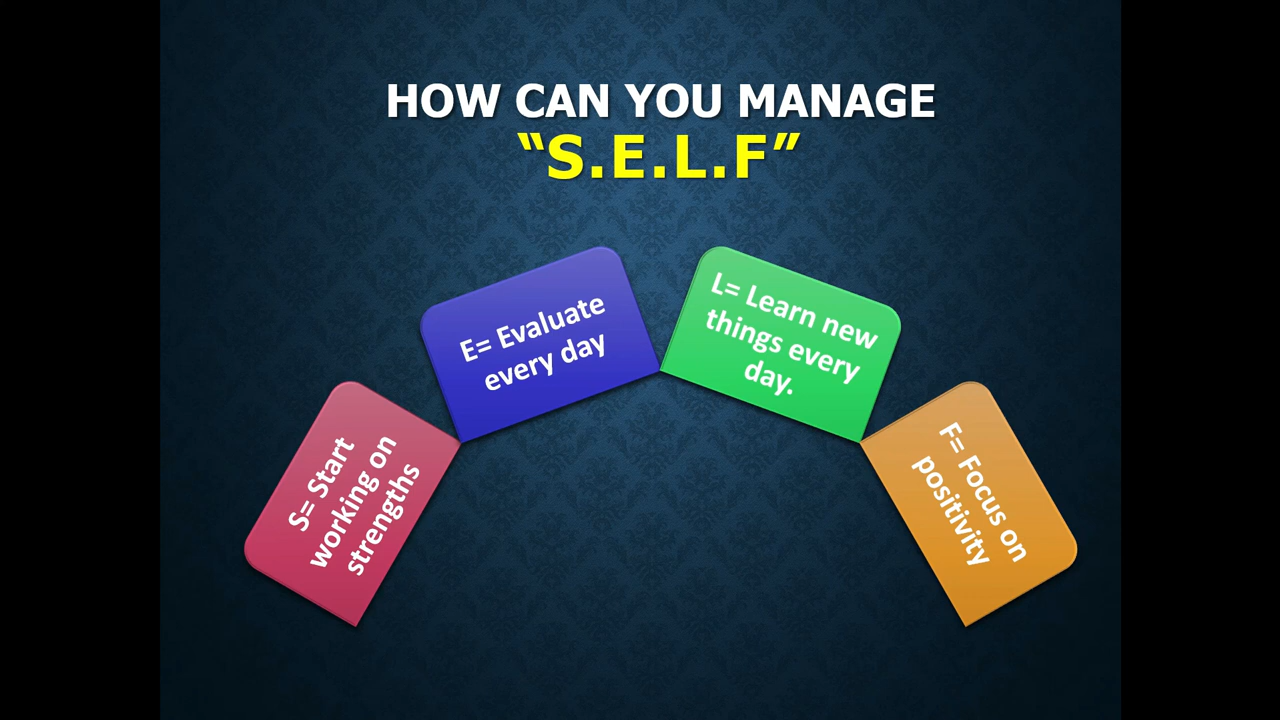 HOW CAN YOU MANAGE
“S.E.L.F”
S= Start
working on
strengths
E= Evaluate
every day
L= Learn new
things every
day.
F= Focus on
positivity